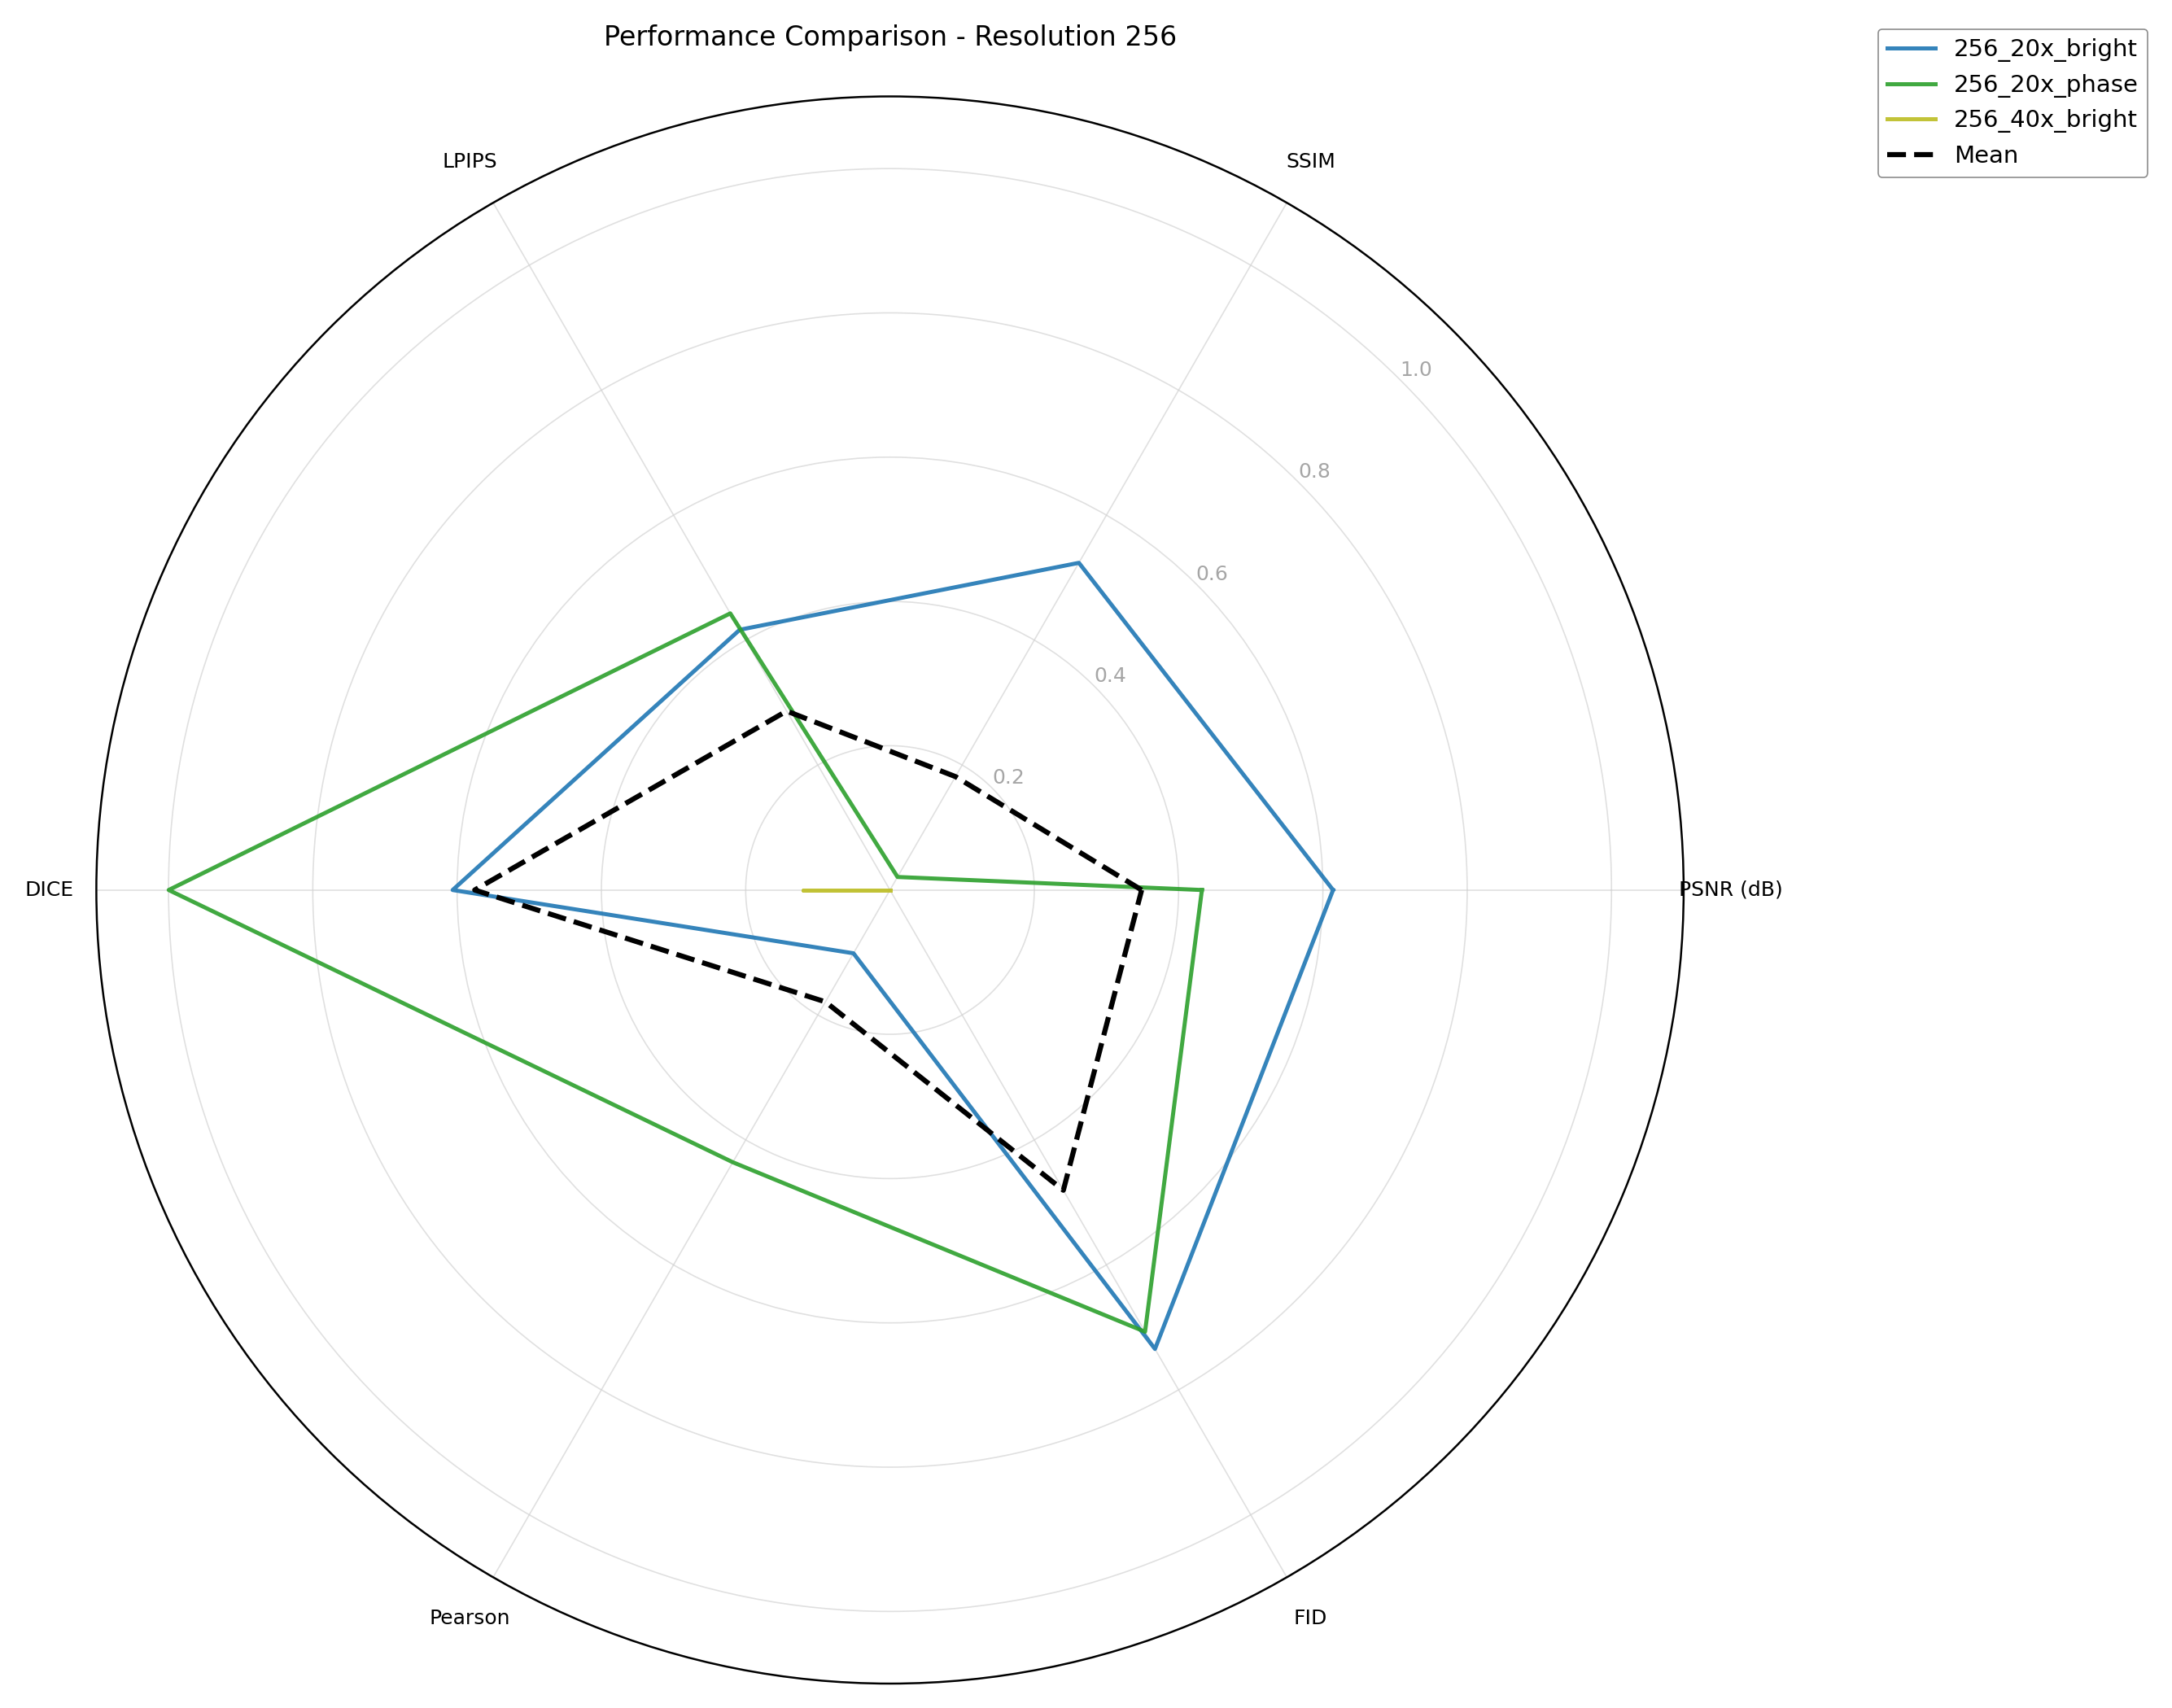 Performance Comparison - Resolution 256
256_20x_bright
256_20x_phase
256_40x_bright
Mean
LPIPS
SSIM
1.0
0.8
0.6
0.4
0.2
DICE
PSNR (dB)
Pearson
FID